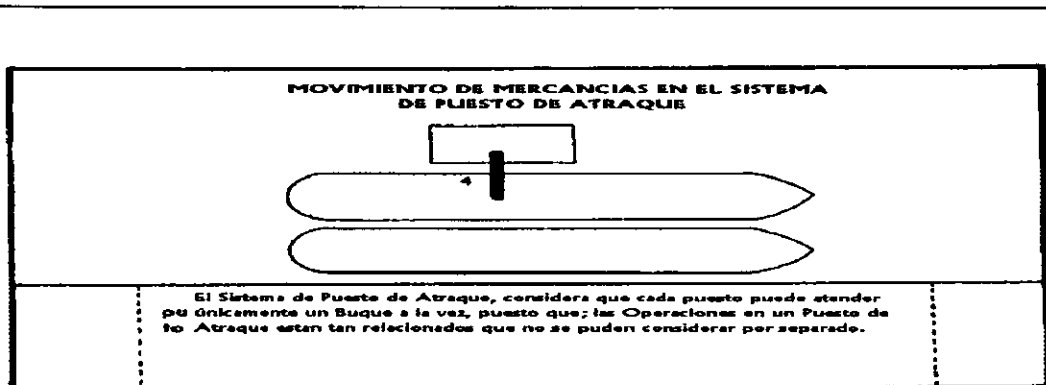 MOVIMIENTO DE MERCANCIAS EN EL SISTEMA
DE PUESTO DE ATRAQUE
4
El Sistema de Puesto de Atraque, considera que cada puesto puede atender
pu únicamente un Buque a la vez, puesto que; las Operaciones en un Puesto de
to Atraque estan tan relacionados que no se puden considerar por separado.